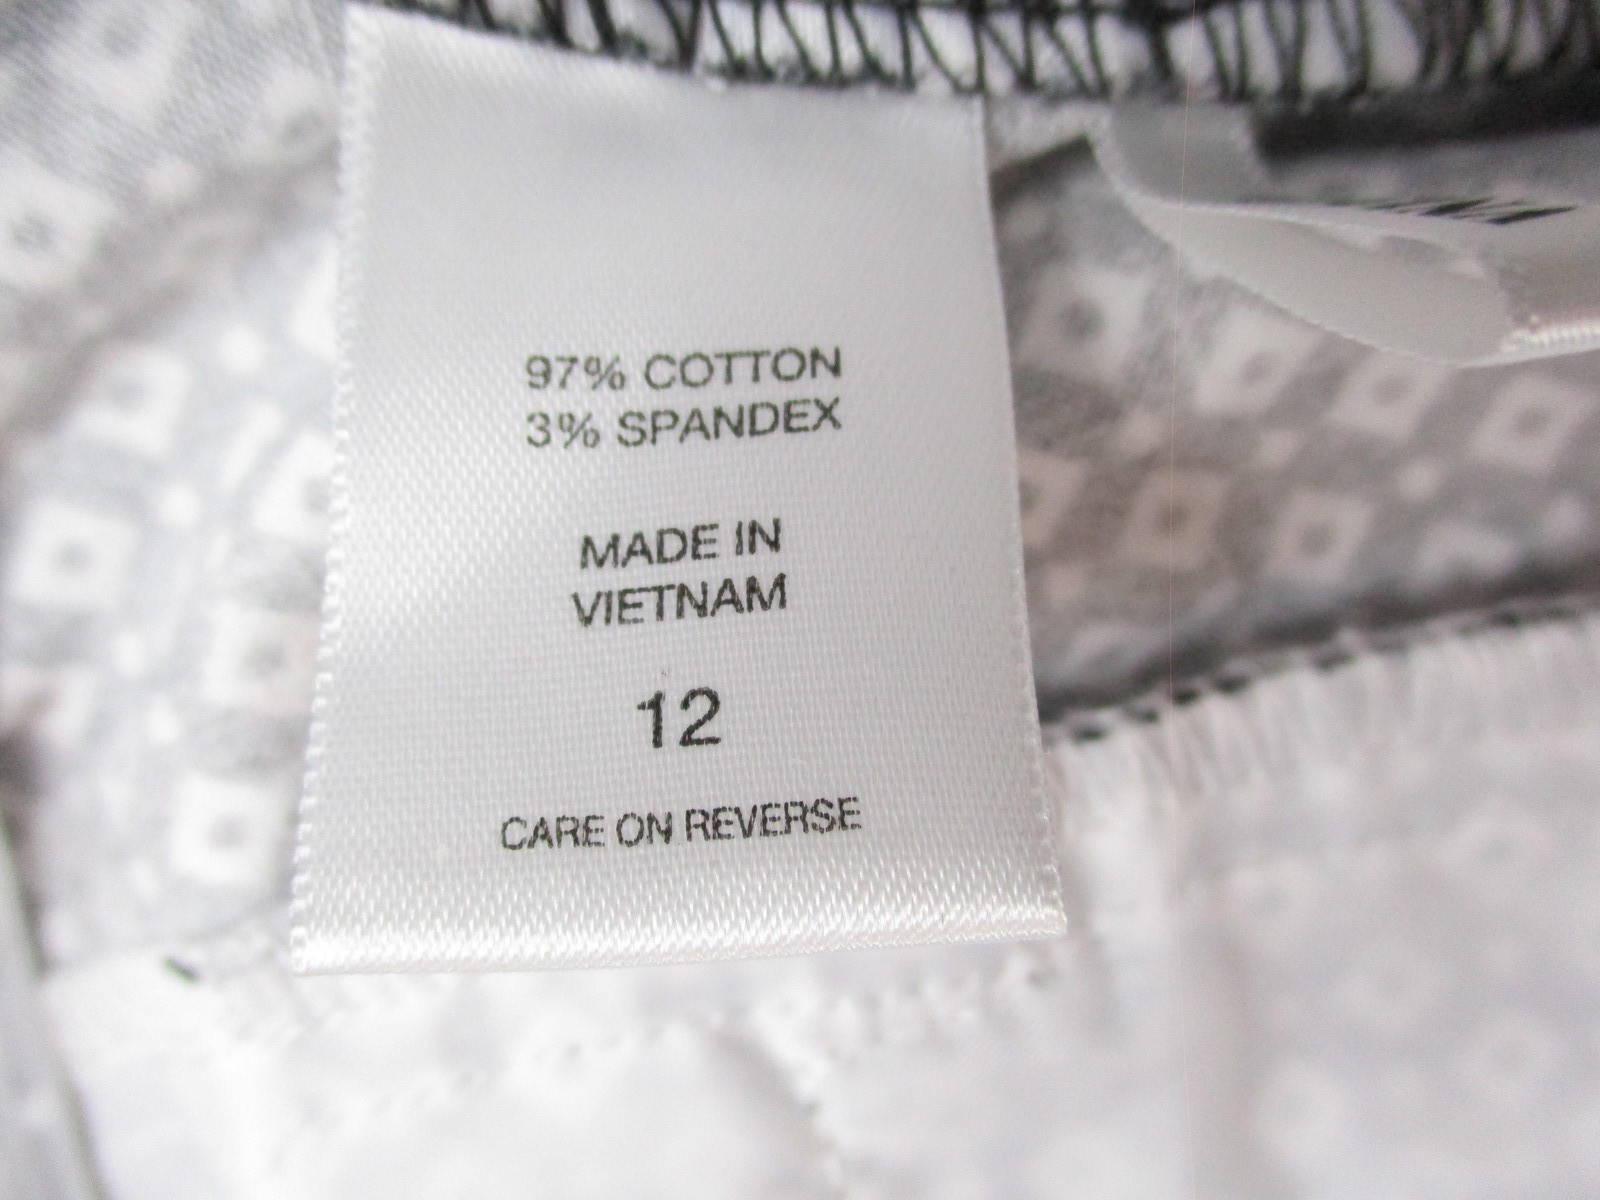 97% COTTON
3% SPANDEX
MADE IN
VIETNAM
12
CARE ON REVERSE